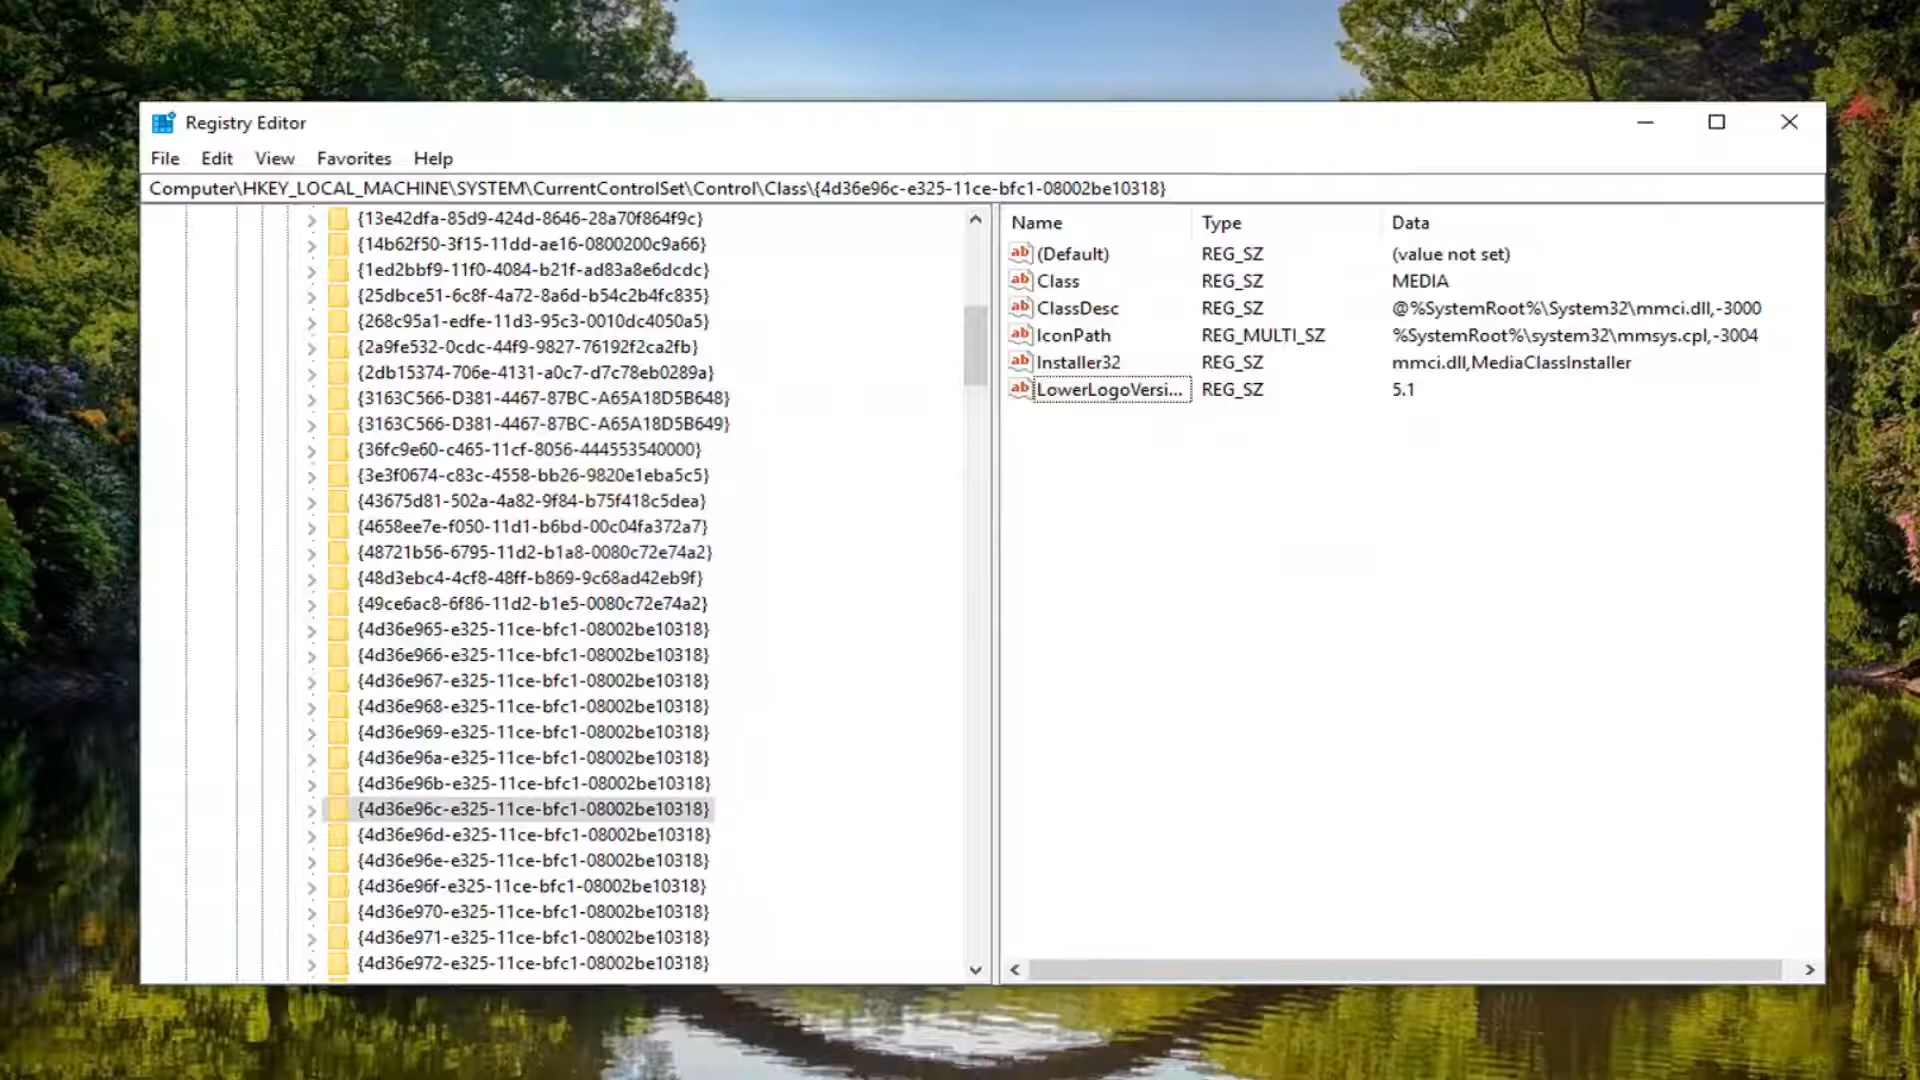 Registry Editor
File Edit View Favorites Help
Computer\HKEY_LOCAL_MACHINE\SYSTEM\CurrentControlSet\Control\Class\{4d36e96c-e325-11ce-bfc1-08002be10318}
{13e42dfa-85d9-424d-8646-28a70f864f9c}
{14b62f50-3f15-11dd-ae16-0800200c9a66}
{1ed2bbf9-11f0-4084-b21f-ad83a8e6dcdc}
{25dbce51-6c8f-4a72-8a6d-b54c2b4fc835}
{268c95a1-edfe-11d3-95c3-0010dc4050a5}
{2a9fe532-0cdc-44f9-9827-76192f2ca2fb}
{2db15374-706e-4131-a0c7-d7c78eb0289a}
{3163C566-D381-4467-87BC-A65A18D5B648}
{3163C566-D381-4467-87BC-A65A18D5B649}
{36fc9e60-c465-11cf-8056-444553540000}
{3e3f0674-c83c-4558-bb26-9820e1eba5c5}
{43675d81-502a-4a82-9f84-b75f418c5dea}
{4658ee7e-f050-11d1-b6bd-00c04fa372a7}
{48721b56-6795-11d2-b1a8-0080c72e74a2}
{48d3ebc4-4cf8-48ff-b869-9c68ad42eb9f}
{49ce6ac8-6f86-11d2-b1e5-0080c72e74a2}
{4d36e965-e325-11ce-bfc1-08002be10318}
{4d36e966-e325-11ce-bfc1-08002be10318}
{4d36e967-e325-11ce-bfc1-08002be10318}
{4d36e968-e325-11ce-bfc1-08002be10318}
{4d36e969-e325-11ce-bfc1-08002be10318}
{4d36e96a-e325-11ce-bfc1-08002be10318}
{4d36e96b-e325-11ce-bfc1-08002be10318}
{4d36e96c-e325-11ce-bfc1-08002be10318}
{4d36e96d-e325-11ce-bfc1-08002be10318}
{4d36e96e-e325-11ce-bfc1-08002be10318}
{4d36e96f-e325-11ce-bfc1-08002be10318}
{4d36e970-e325-11ce-bfc1-08002be10318}
{4d36e971-e325-11ce-bfc1-08002be10318}
{4d36e972-e325-11ce-bfc1-08002be10318}
Name Type Data
ab (Default) REG_SZ (value not set)
ab Class REG_SZ MEDIA
ab ClassDesc REG_SZ @%SystemRoot%\System32\mmci.dll,-3000
ab IconPath REG_MULTI_SZ %SystemRoot%\system32\mmsys.cpl,-3004
ab Installer32 REG_SZ mmci.dll,MediaClassInstaller
ab LowerLogoVersi... REG_SZ 5.1